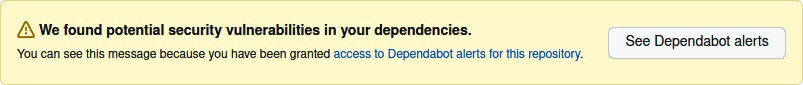 We found potential security vulnerabilities in your dependencies.
You can see this message because you have been granted access to Dependabot alerts for this repository.
See Dependabot alerts